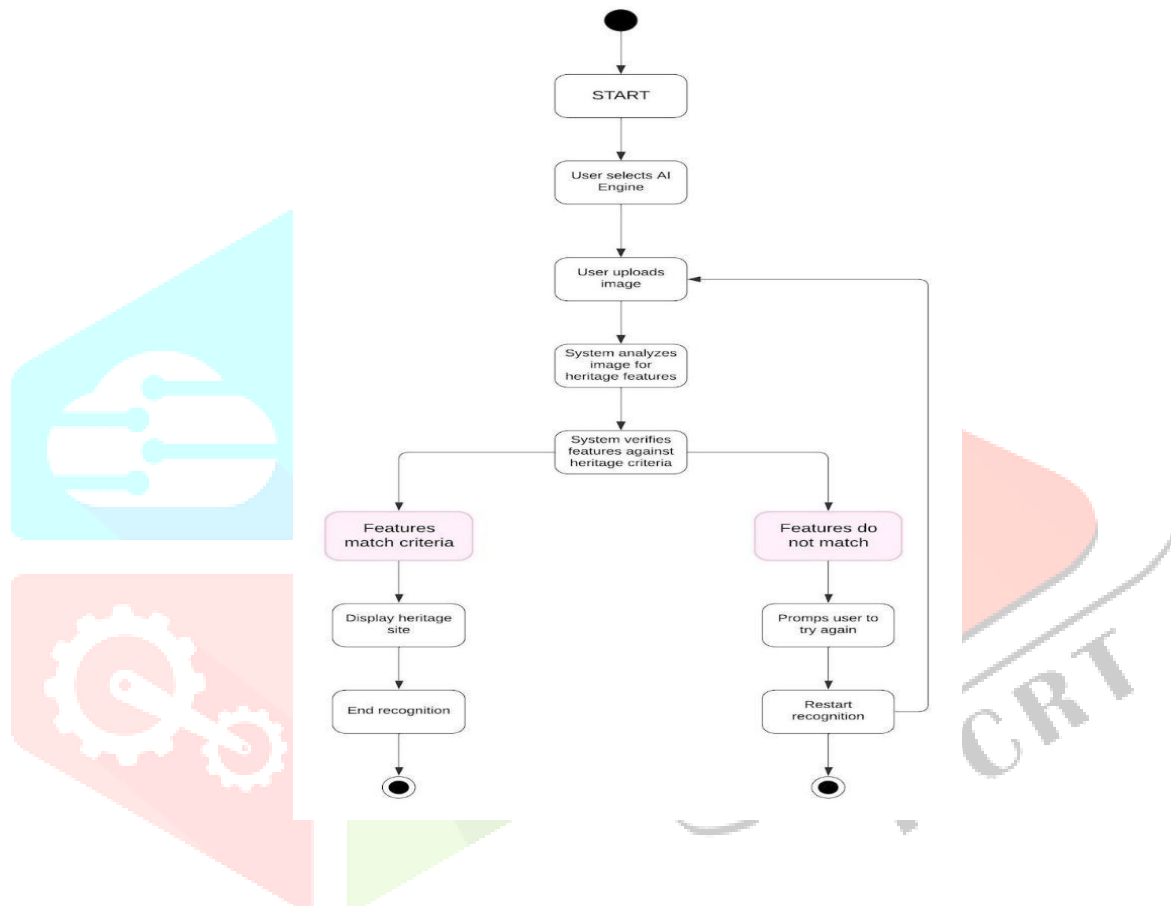 START
User selects AI
Engine
User uploads
image
System analyzes
image for
heritage features
System verifies
features against
heritage criteria
Features
match criteria
Features do
not match
Display heritage
site
Promps user to
try again
End recognition
Restart
recognition
CRT